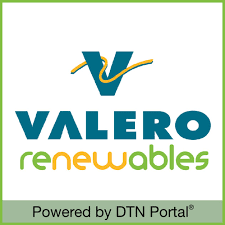 V
VALERO
renewables
Powered by DTN Portal®